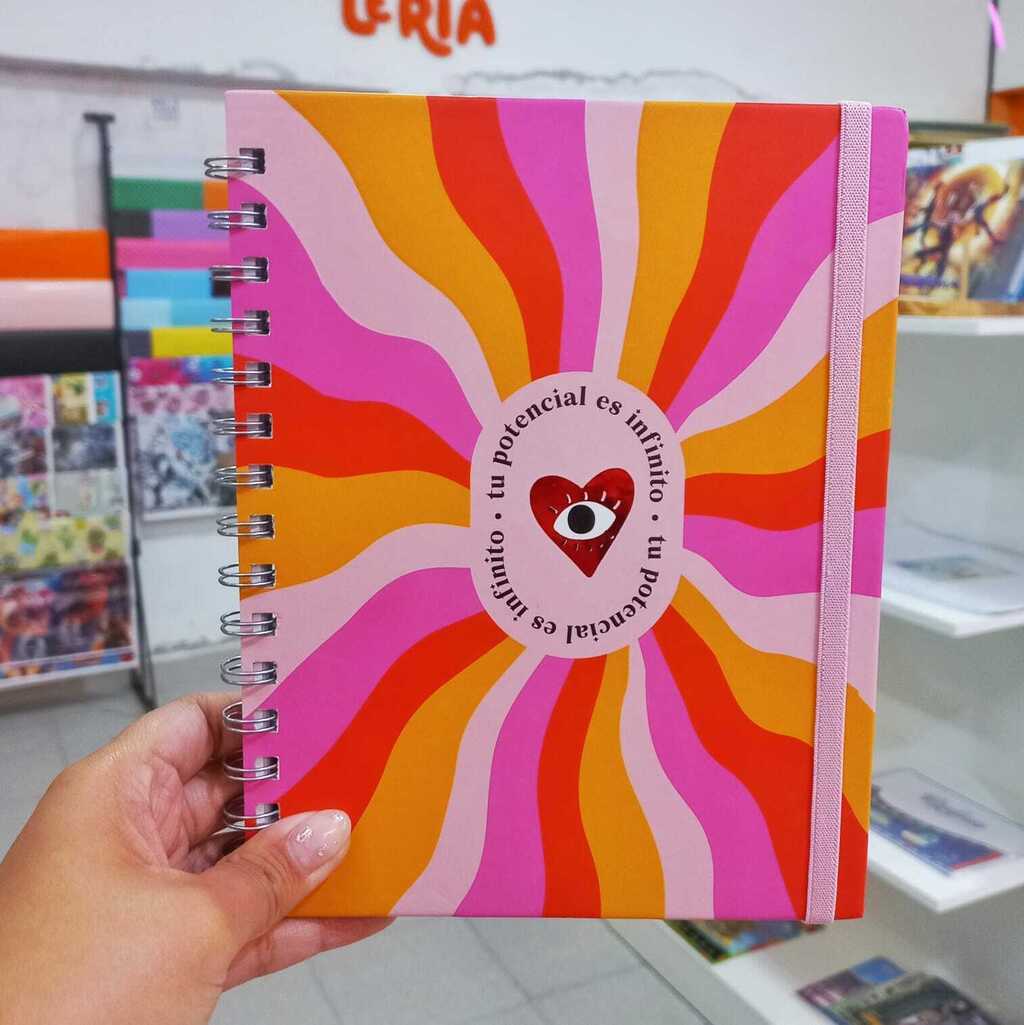 LERIA
tu potencial es infinito • tu potencial es infinito •